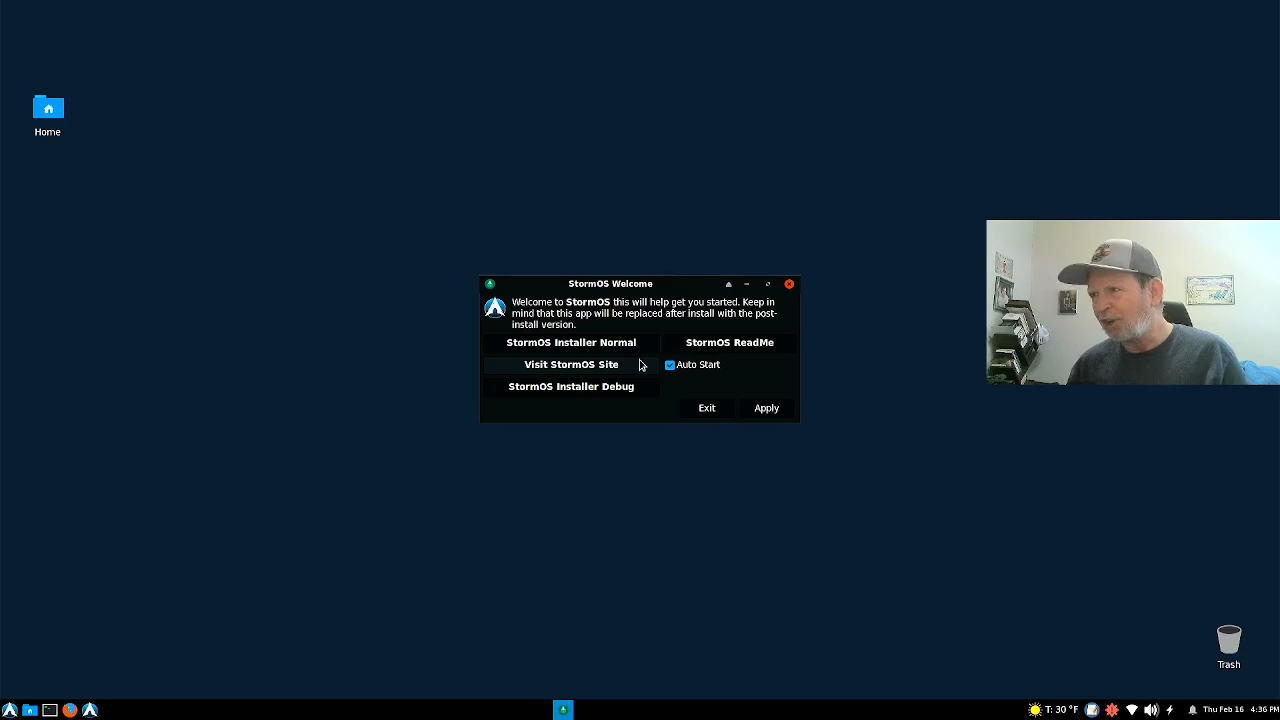 Home
StormOS Welcome
Welcome to StormOS this will help get you started. Keep in
mind that this app will be replaced after install with the post-
install version.
StormOS Installer Normal
StormOS ReadMe
Visit StormOS Site
Auto Start
StormOS Installer Debug
Exit
Apply
Trash
T: 30 °F
Thu Feb 16
4:36 PM